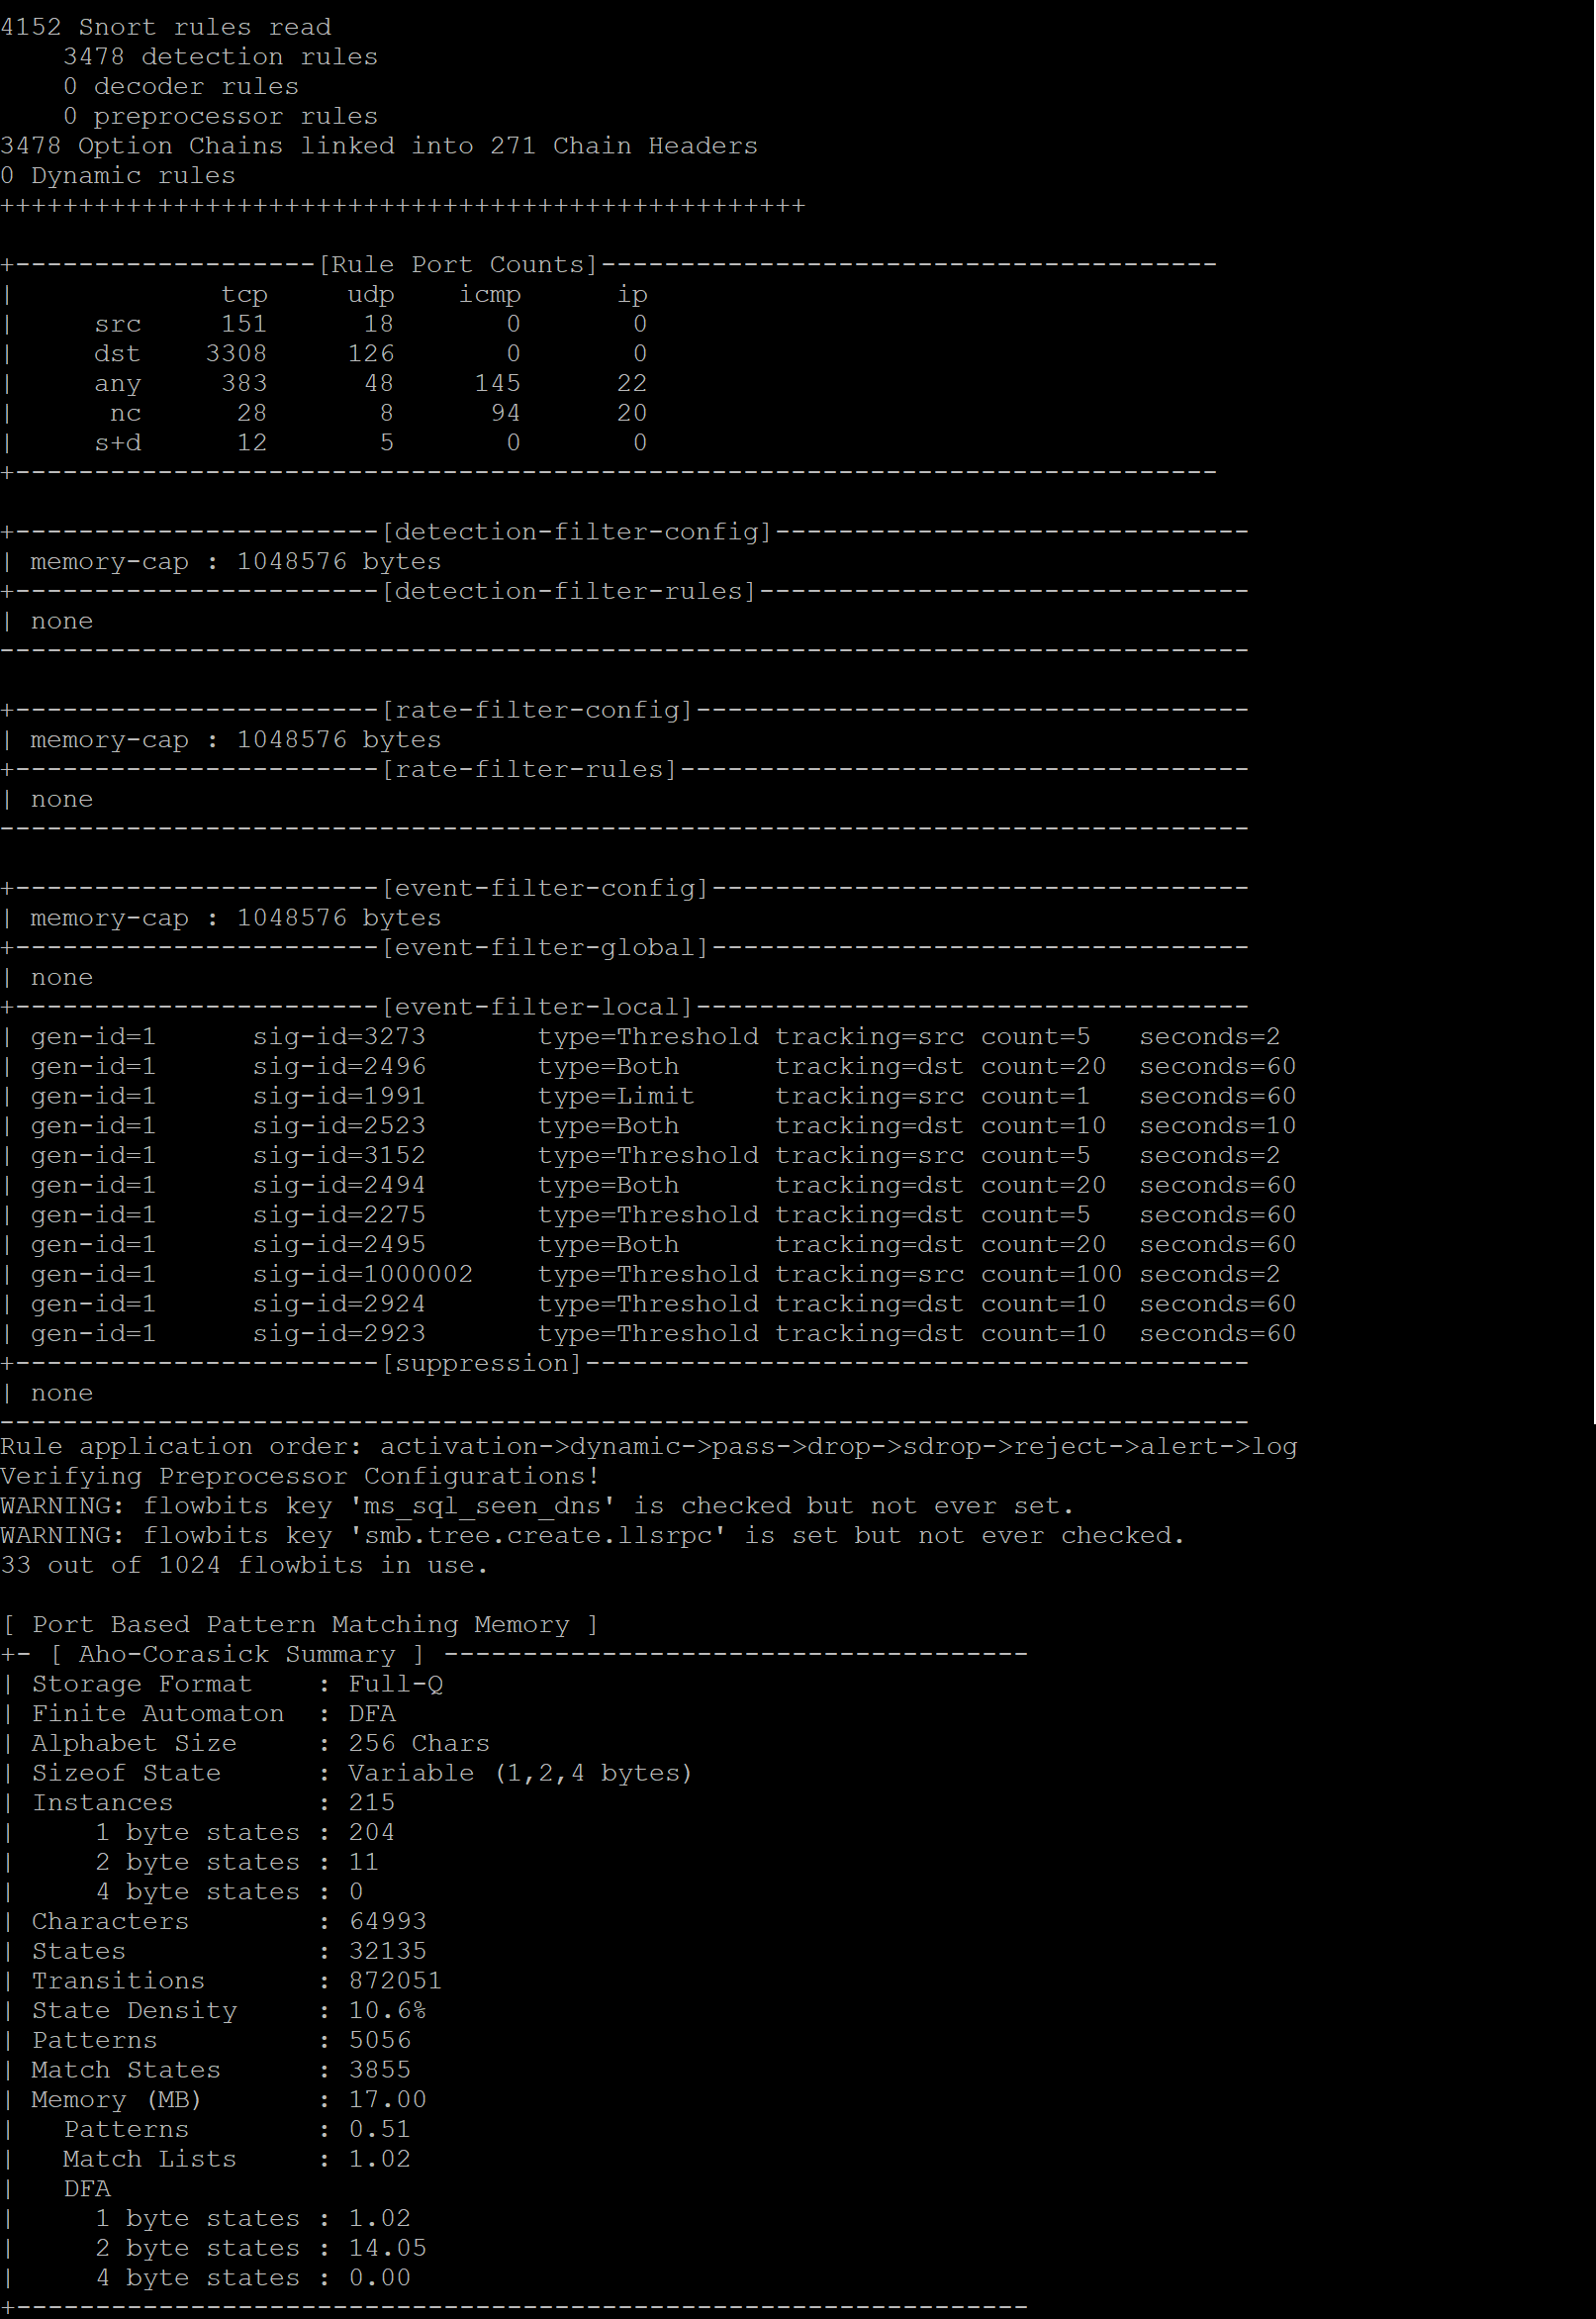 4152 Snort rules read
    3478 detection rules
    0 decoder rules
    0 preprocessor rules
3478 Option Chains linked into 271 Chain Headers
0 Dynamic rules
+++++++++++++++++++++++++++++++++++++++++++++++++++

+-------------------[Rule Port Counts]---------------------------------------
|             tcp     udp    icmp      ip
|     src     151      18       0       0
|     dst    3308     126       0       0
|     any     383      48     145      22
|      nc      28       8      94      20
|     s+d      12       5       0       0
+----------------------------------------------------------------------------

+-----------------------[detection-filter-config]------------------------------
| memory-cap : 1048576 bytes
+-----------------------[detection-filter-rules]-------------------------------
| none
-------------------------------------------------------------------------------

+-----------------------[rate-filter-config]-----------------------------------
| memory-cap : 1048576 bytes
+-----------------------[rate-filter-rules]------------------------------------
| none
-------------------------------------------------------------------------------

+-----------------------[event-filter-config]----------------------------------
| memory-cap : 1048576 bytes
+-----------------------[event-filter-global]----------------------------------
| none
+-----------------------[event-filter-local]-----------------------------------
| gen-id=1      sig-id=3273       type=Threshold tracking=src count=5   seconds=2
| gen-id=1      sig-id=2496       type=Both      tracking=dst count=20  seconds=60
| gen-id=1      sig-id=1991       type=Limit     tracking=src count=1   seconds=60
| gen-id=1      sig-id=2523       type=Both      tracking=dst count=10  seconds=10
| gen-id=1      sig-id=3152       type=Threshold tracking=src count=5   seconds=2
| gen-id=1      sig-id=2494       type=Both      tracking=dst count=20  seconds=60
| gen-id=1      sig-id=2275       type=Threshold tracking=dst count=5   seconds=60
| gen-id=1      sig-id=2495       type=Both      tracking=dst count=20  seconds=60
| gen-id=1      sig-id=1000002    type=Threshold tracking=src count=100 seconds=2
| gen-id=1      sig-id=2924       type=Threshold tracking=dst count=10  seconds=60
| gen-id=1      sig-id=2923       type=Threshold tracking=dst count=10  seconds=60
+-----------------------[suppression]------------------------------------------
| none
-------------------------------------------------------------------------------
Rule application order: activation->dynamic->pass->drop->sdrop->reject->alert->log
Verifying Preprocessor Configurations!
WARNING: flowbits key 'ms_sql_seen_dns' is checked but not ever set.
WARNING: flowbits key 'smb.tree.create.llsrpc' is set but not ever checked.
33 out of 1024 flowbits in use.

[ Port Based Pattern Matching Memory ]
+- [ Aho-Corasick Summary ] -------------------------------------
| Storage Format    : Full-Q
| Finite Automaton  : DFA
| Alphabet Size     : 256 Chars
| Sizeof State      : Variable (1,2,4 bytes)
| Instances         : 215
|     1 byte states : 204
|     2 byte states : 11
|     4 byte states : 0
| Characters        : 64993
| States            : 32135
| Transitions       : 872051
| State Density     : 10.6%
| Patterns          : 5056
| Match States      : 3855
| Memory (MB)       : 17.00
|   Patterns        : 0.51
|   Match Lists     : 1.02
|   DFA
|     1 byte states : 1.02
|     2 byte states : 14.05
|     4 byte states : 0.00
+----------------------------------------------------------------